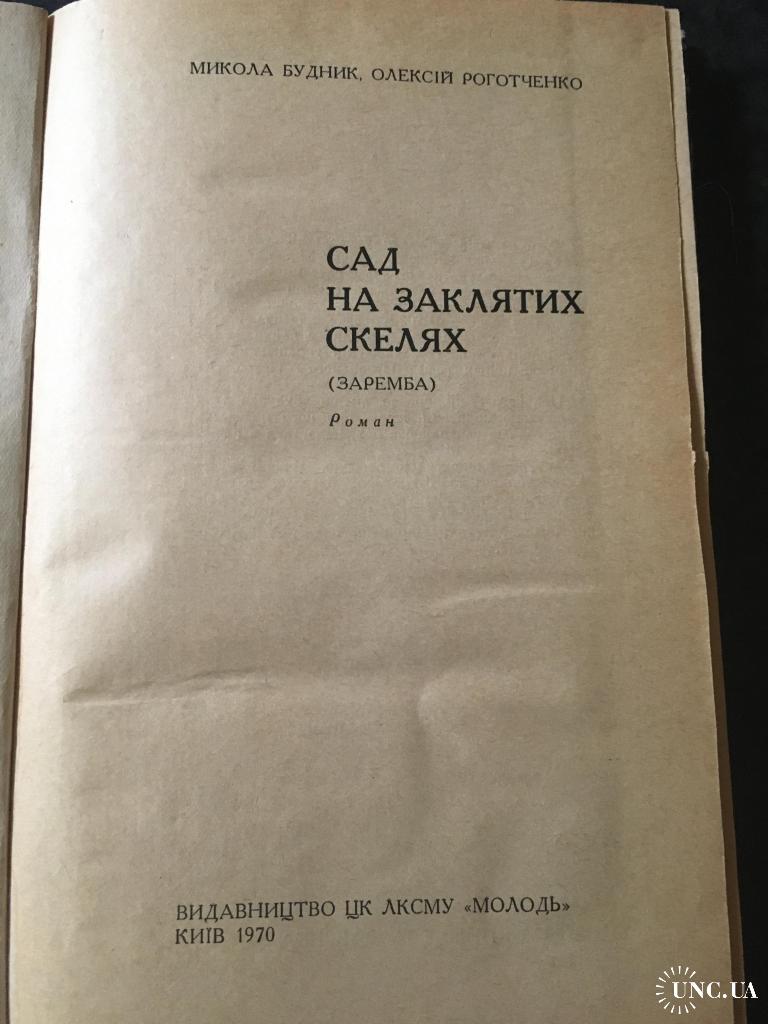 МИКОЛА БУДНИК, ОЛЕКСІЙ РОГОТЧЕНКО
САД
НА ЗАКЛЯТИХ
СКЕЛЯХ
(ЗАРЕМБА)
Роман
ВИДАВНИЦТВО ЦК ЛКСМУ «МОЛОДЬ»
КИЇВ 1970
UNC.UA